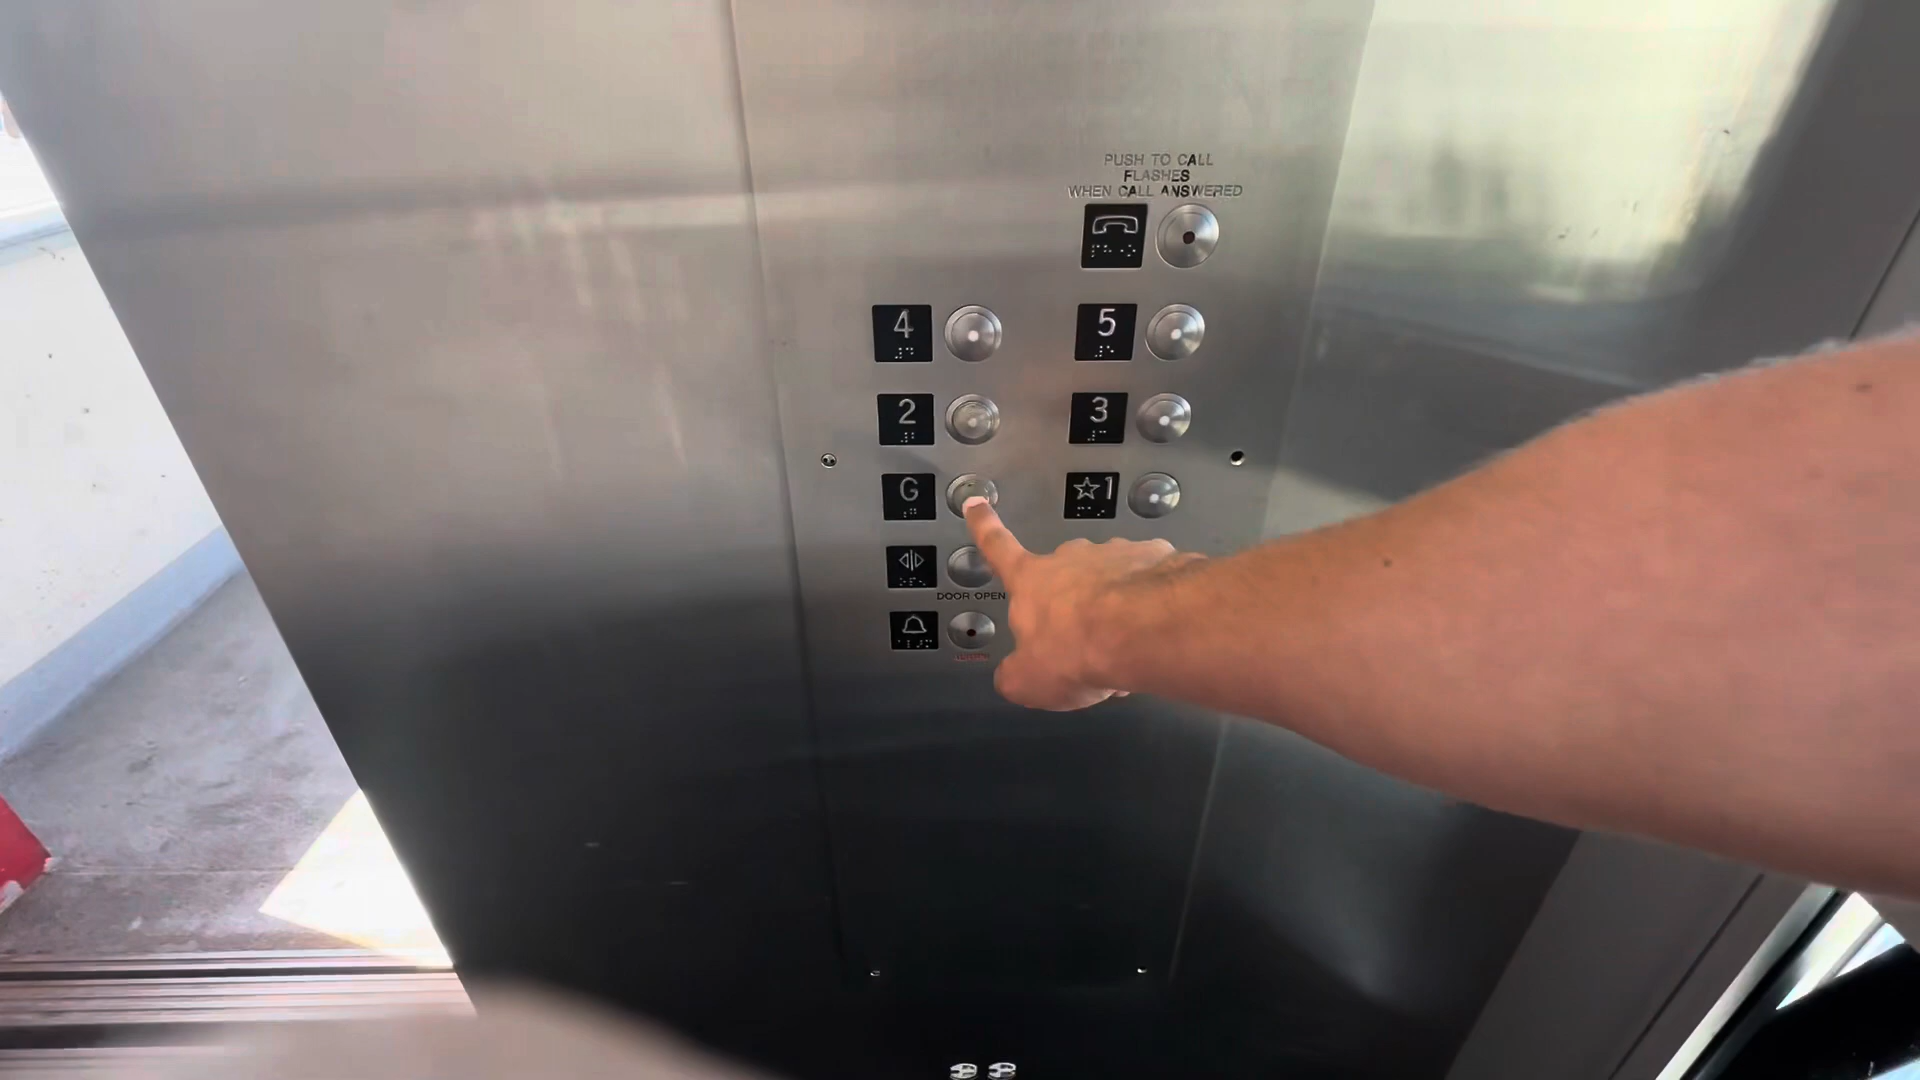 PUSH TO CALL
FLASHES
WHEN CALL ANSWERED
4 5
2 3
G ☆1
DOOR OPEN